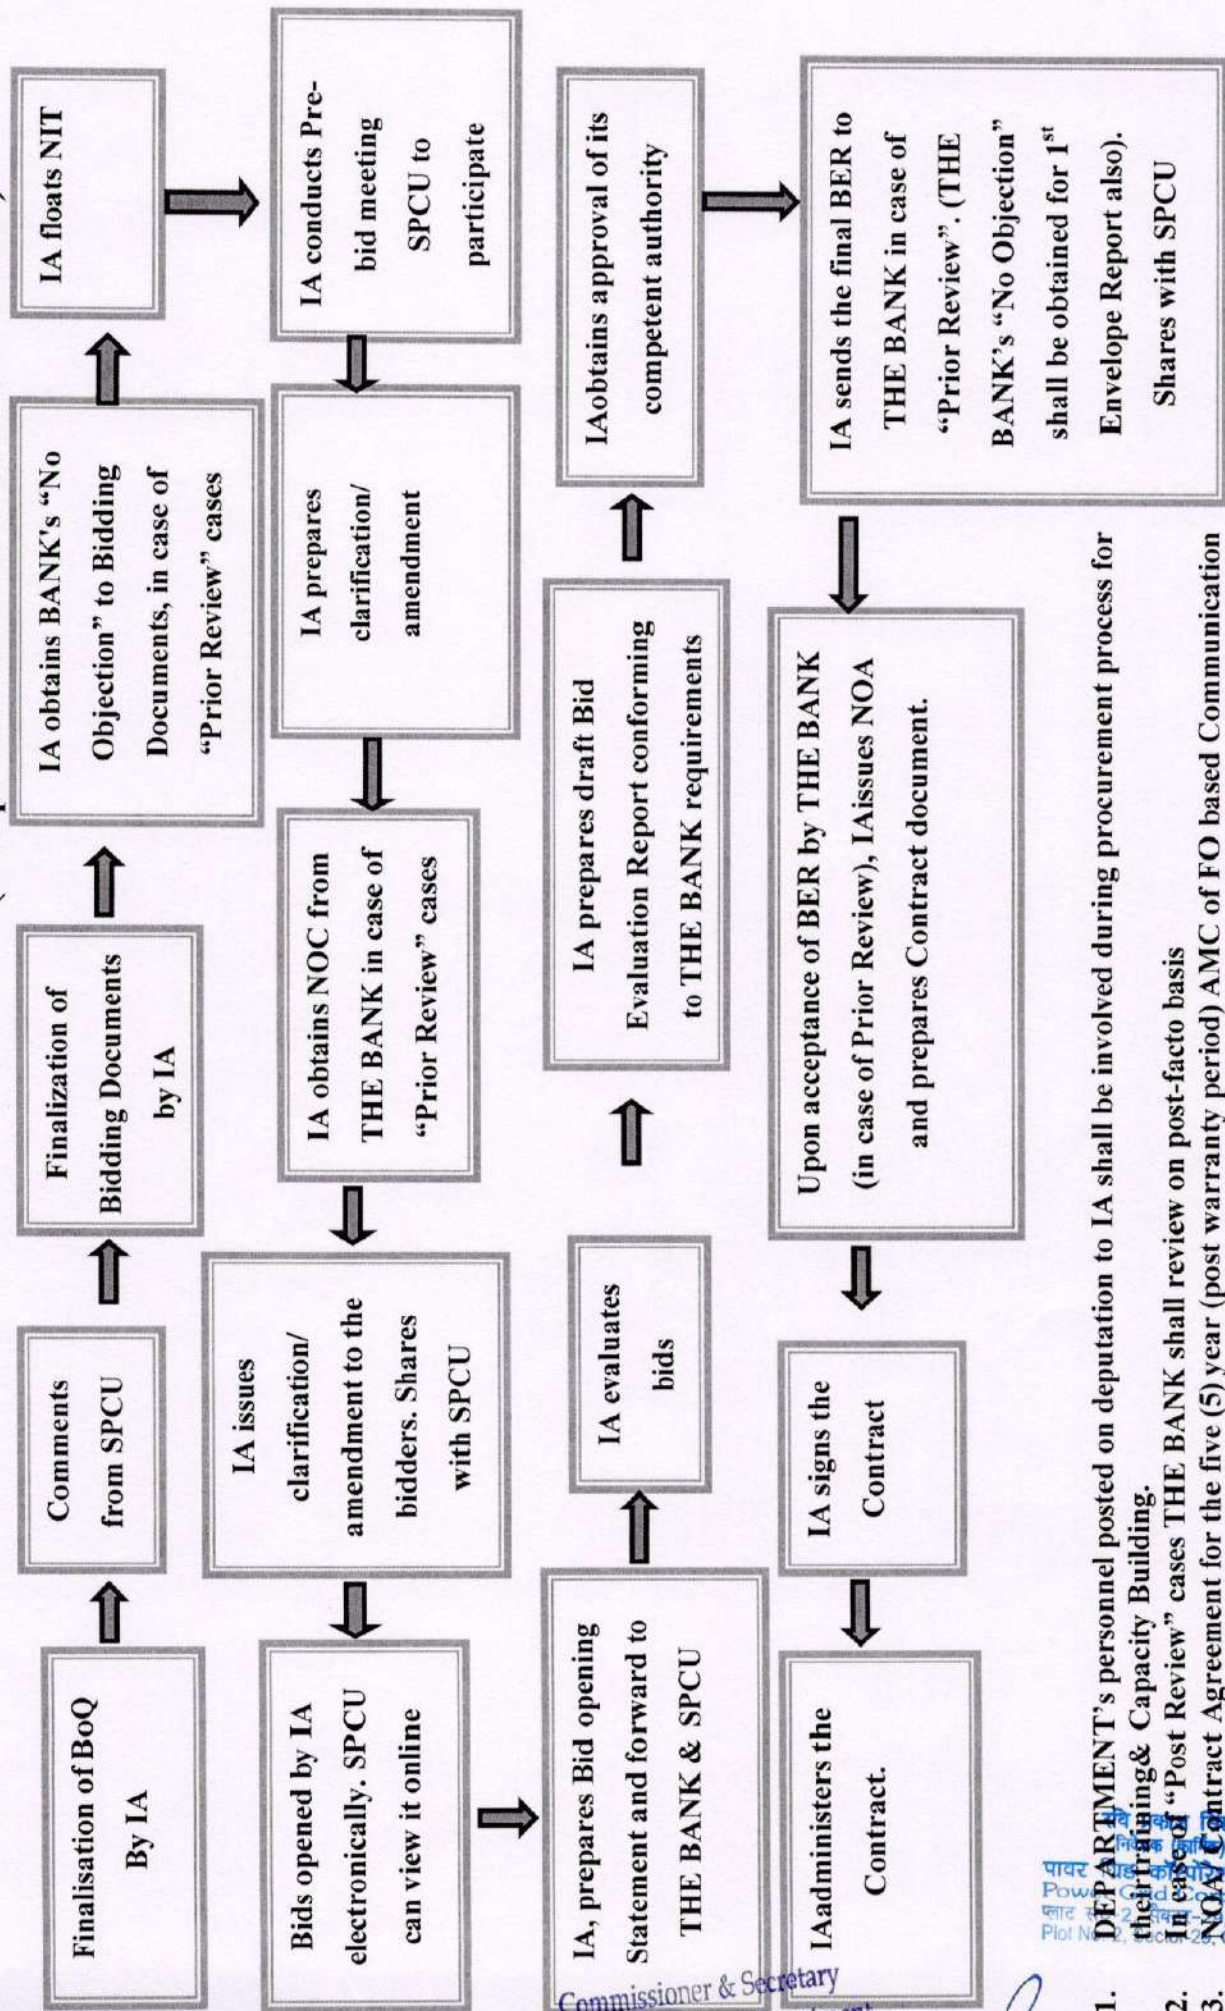 Finalisation of BoQ
By IA
Comments
from SPCU
Finalization of
Bidding Documents
by IA
IA obtains BANK's “No
Objection” to Bidding
Documents, in case of
“Prior Review” cases
IA floats NIT
IA conducts Pre-
bid meeting
SPCU to
participate
IA prepares
clarification/
amendment
IA obtains NOC from
THE BANK in case of
“Prior Review” cases
IA issues
clarification/
amendment to the
bidders. Shares
with SPCU
Bids opened by IA
electronically. SPCU
can view it online
IA, prepares Bid opening
Statement and forward to
THE BANK & SPCU
IA evaluates
bids
IA prepares draft Bid
Evaluation Report conforming
to THE BANK requirements
IAobtains approval of its
competent authority
IA sends the final BER to
THE BANK in case of
“Prior Review”. (THE
BANK's “No Objection”
shall be obtained for 1st
Envelope Report also).
Shares with SPCU
Upon acceptance of BER by THE BANK
(in case of Prior Review), IAissues NOA
and prepares Contract document.
IA signs the
Contract
IAadministers the
Contract.
1. DEPARTMENT's personnel posted on deputation to IA shall be involved during procurement process for
theirtraining& Capacity Building.
2. In case of “Post Review” cases THE BANK shall review on post-facto basis
3. NOA/ Contract Agreement for the five (5) year (post warranty period) AMC of FO based Communication
Commissioner & Secretary
पावर
Power Grid
Plot No. 2, Sector-29,